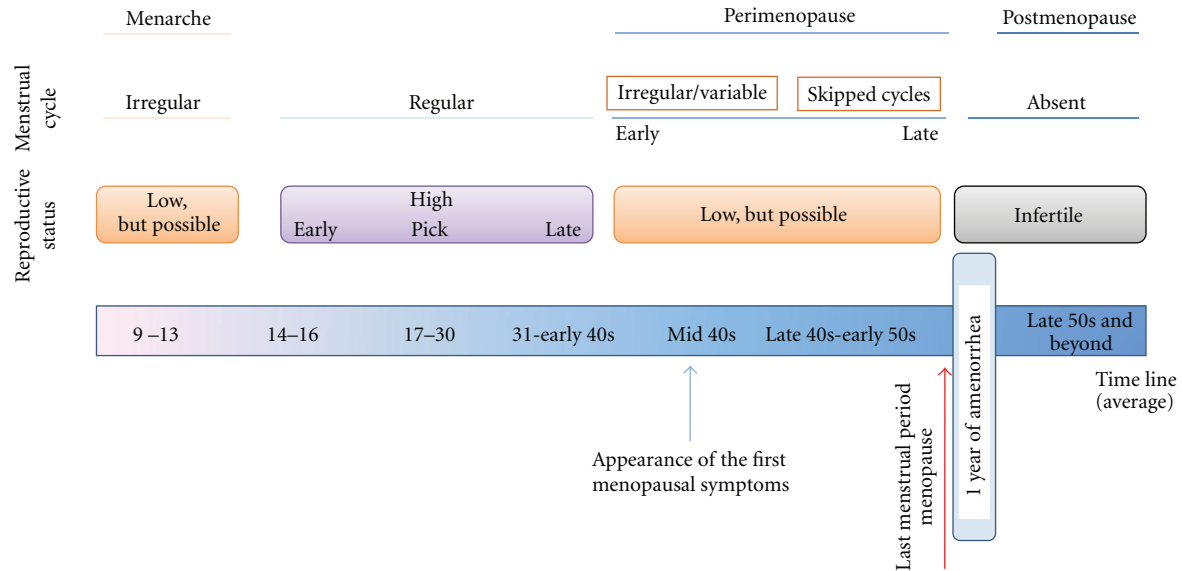 Menarche
Perimenopause
Postmenopause
Menstrual
cycle
Irregular
Regular
Irregular/variable
Skipped cycles
Absent
Early
Late
Reproductive
status
Low,
but possible
High
Early
Pick
Late
Low, but possible
Infertile
9 –13
14–16
17–30
31-early 40s
Mid 40s
Late 40s-early 50s
Late 50s and
beyond
Time line
(average)
Appearance of the first
menopausal symptoms
Last menstrual period
menopause
1 year of amenorrhea